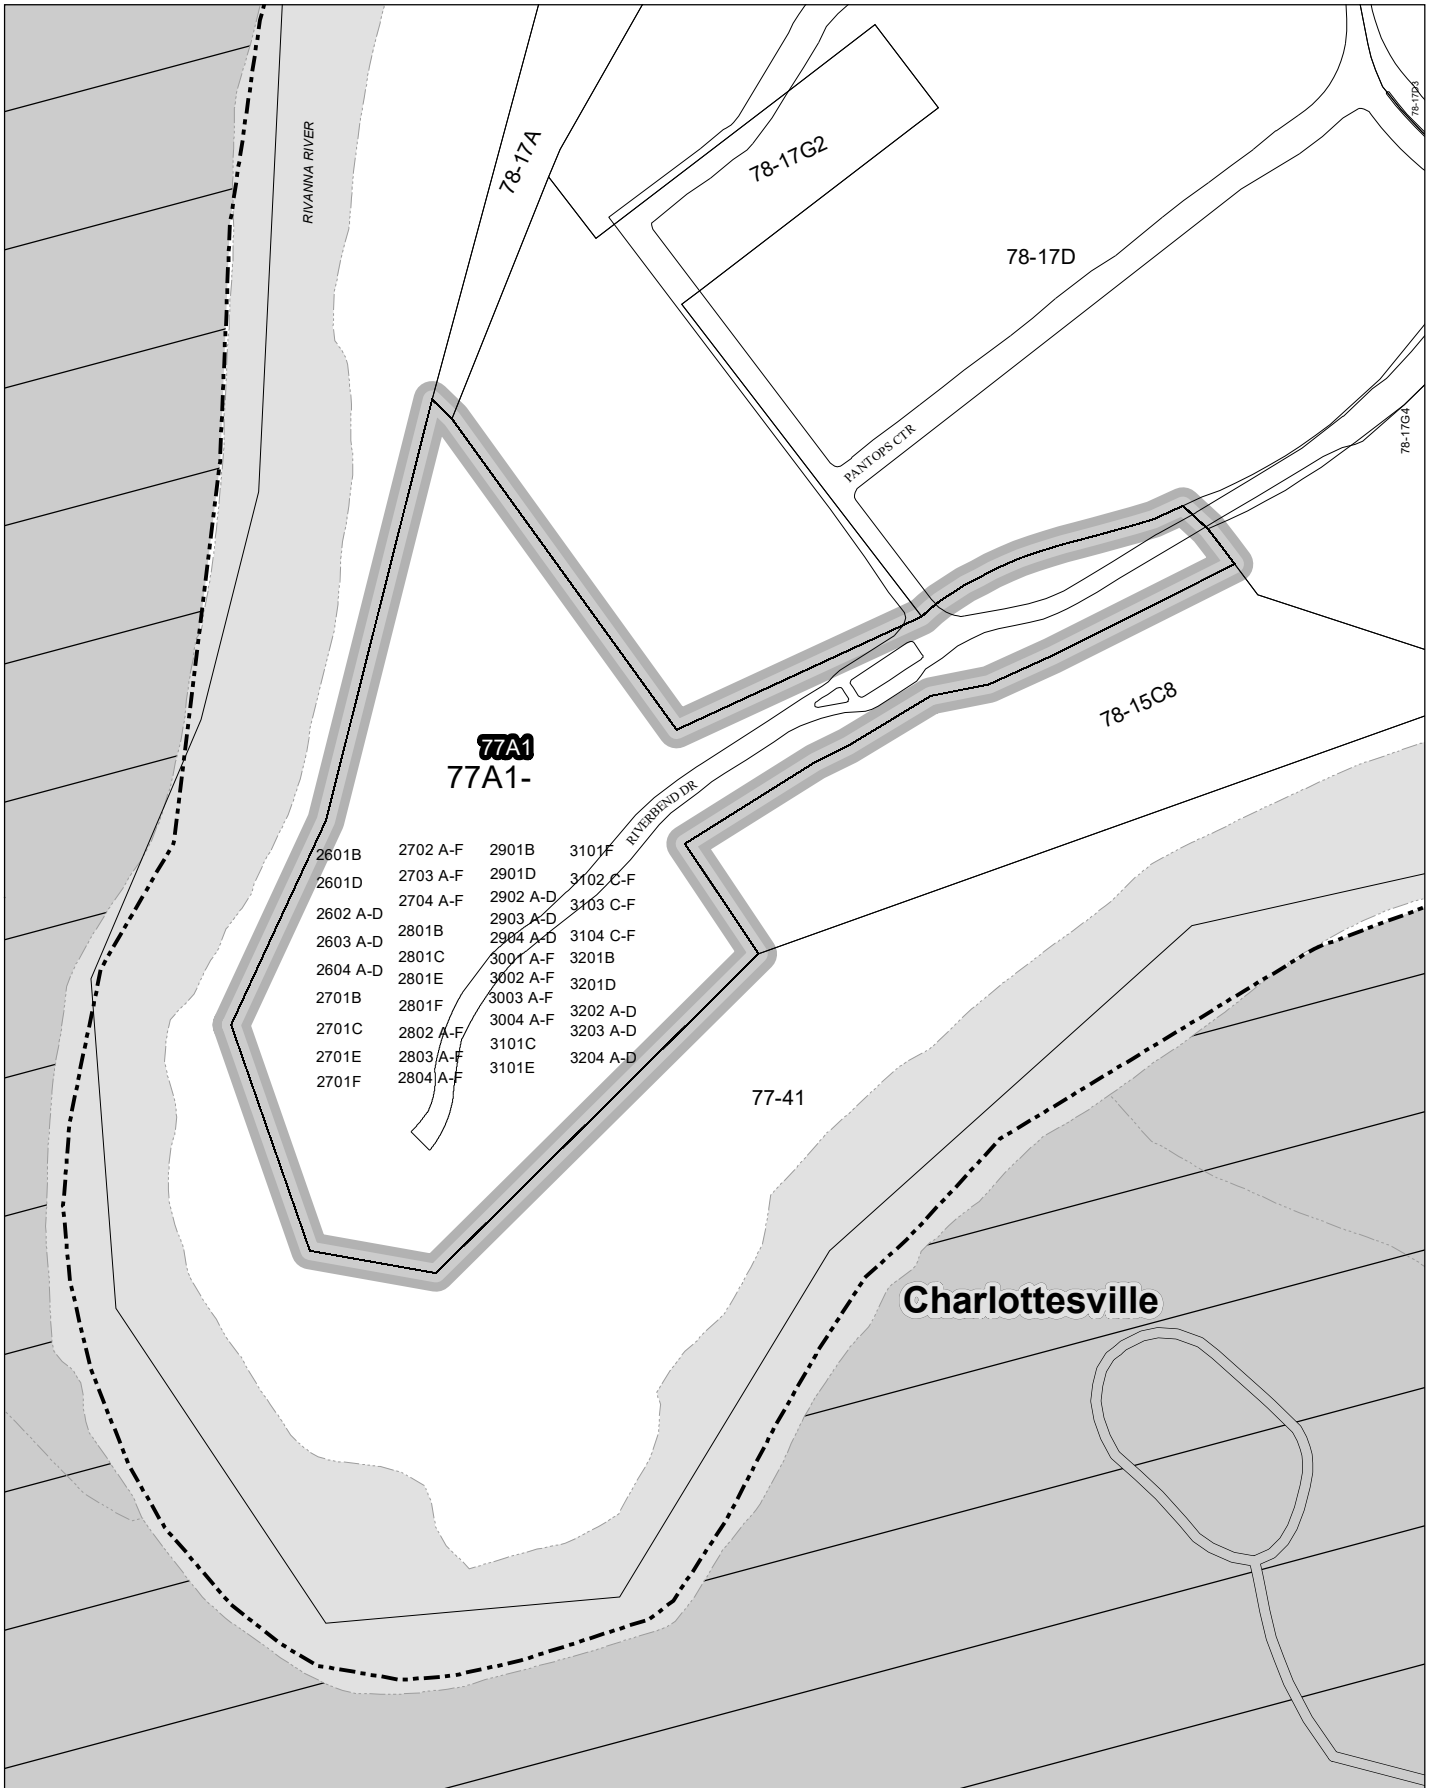 RIVANNA RIVER
78-17A
78-17G2
78-17D3
78-17D
78-17G4
PANTOPS CTR
78-15C8
77A1
77A1-
RIVERBEND DR
2601B
2601D
2602 A-D
2603 A-D
2604 A-D
2701B
2701C
2701E
2701F
2702 A-F
2703 A-F
2704 A-F
2801B
2801C
2801E
2801F
2802 A-F
2803 A-F
2804 A-F
2901B
2901D
2902 A-D
2903 A-D
2904 A-D
3001 A-F
3002 A-F
3003 A-F
3004 A-F
3101C
3101E
3101F
3102 C-F
3103 C-F
3104 C-F
3201B
3201D
3202 A-D
3203 A-D
3204 A-D
77-41
Charlottesville